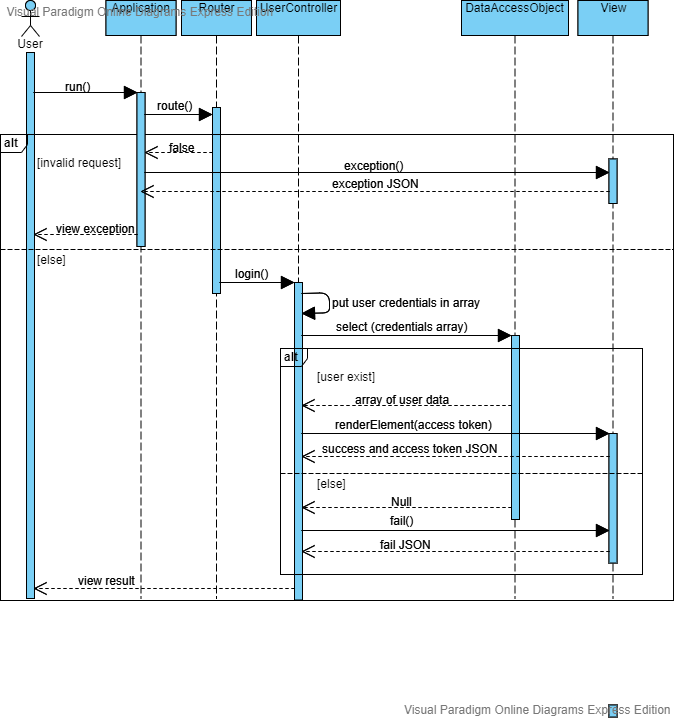 Visual Paradigm Online Diagrams Express Edition
Application
Router
UserController
DataAccessObject
View
User
run()
route()
alt
false
[invalid request]
exception()
exception JSON
view exception
[else]
login()
put user credentials in array
select (credentials array)
alt
[user exist]
array of user data
renderElement(access token)
success and access token JSON
[else]
Null
fail()
fail JSON
view result
Visual Paradigm Online Diagrams Express Edition